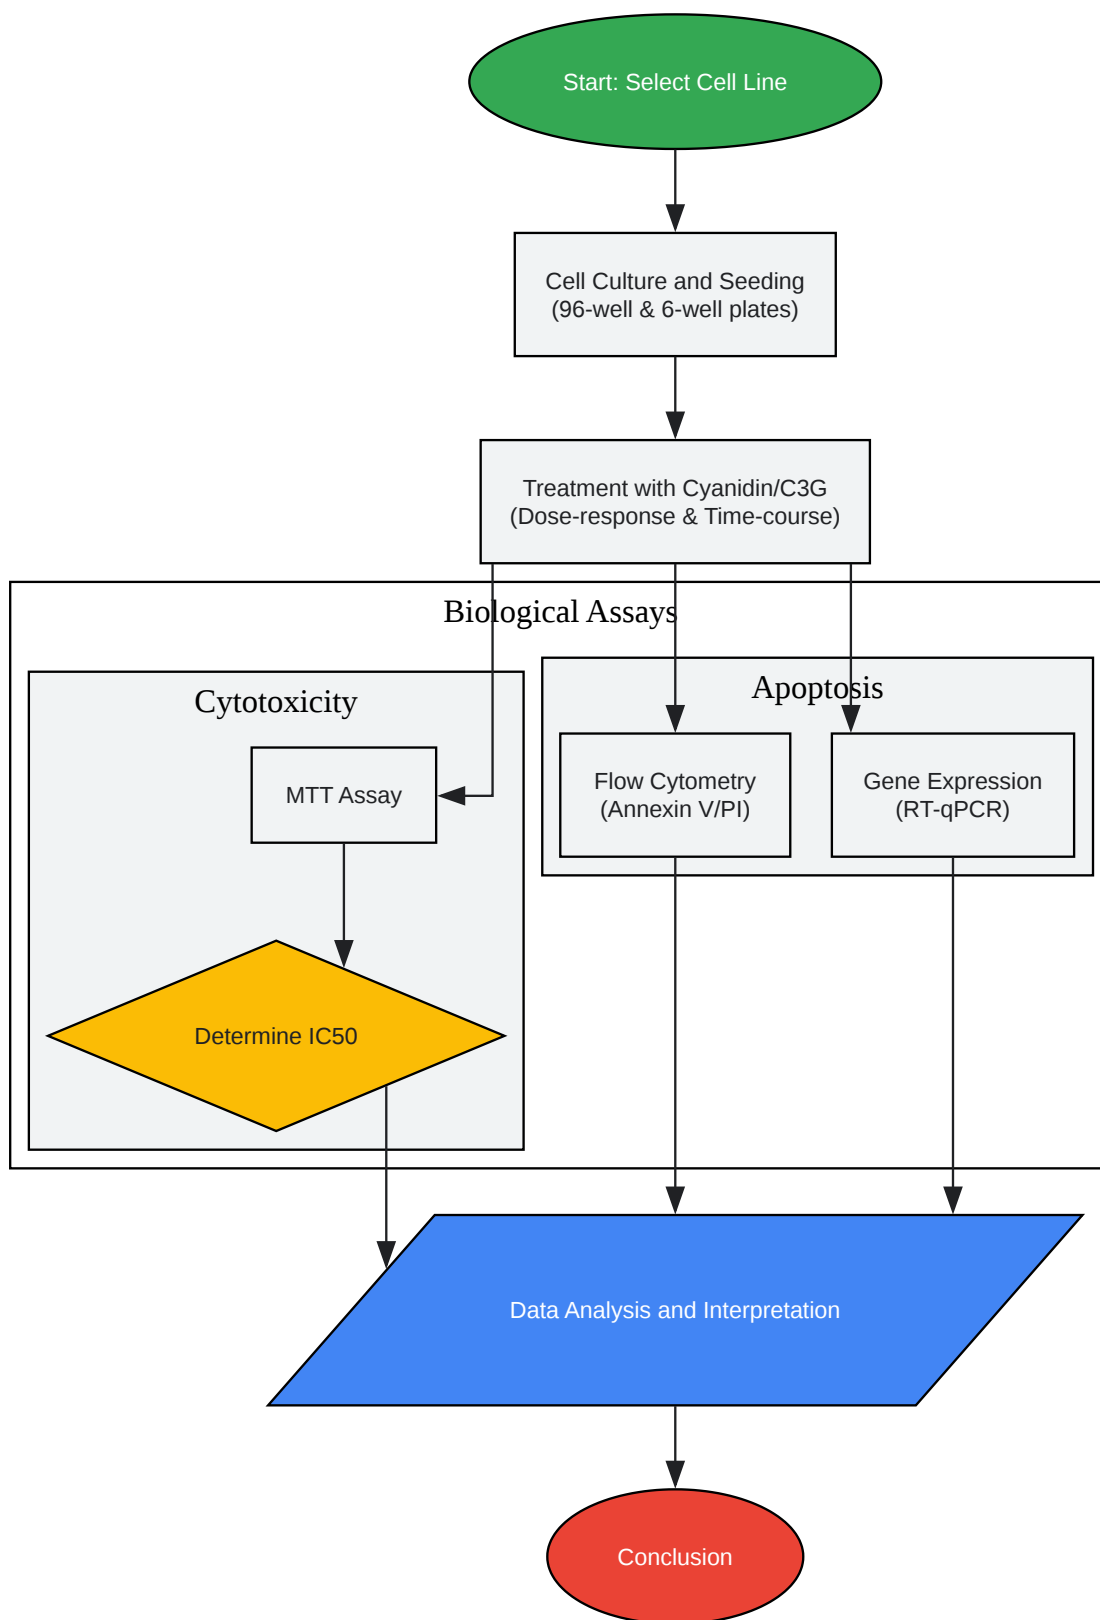 Start: Select Cell Line
Cell Culture and Seeding
(96-well & 6-well plates)
Treatment with Cyanidin/C3G
(Dose-response & Time-course)
Biological Assays
Cytotoxicity
Apoptosis
MTT Assay
Flow Cytometry
(Annexin V/PI)
Gene Expression
(RT-qPCR)
Determine IC50
Data Analysis and Interpretation
Conclusion